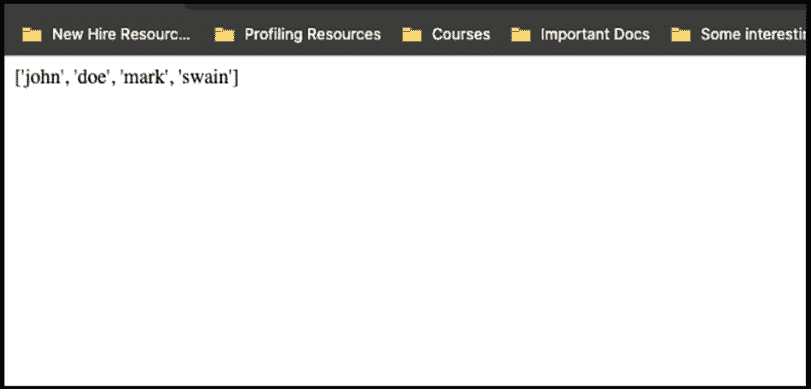 New Hire Resourc... Profiling Resources Courses Important Docs Some interestin
['john', 'doe', 'mark', 'swain']